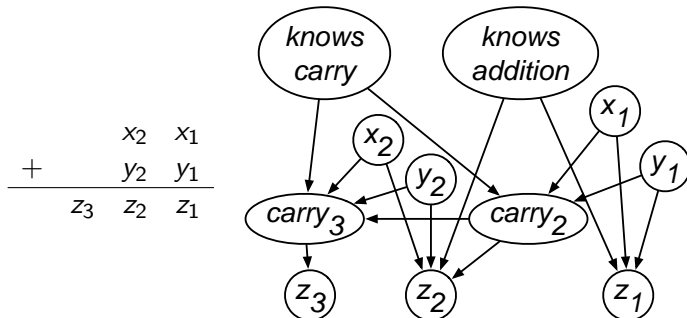 x₂ x₁
+ y₂ y₁
z₃ z₂ z₁
knows
carry
knows
addition
x₁
x₂
y₂
y₁
carry₃
carry₂
z₃
z₂
z₁